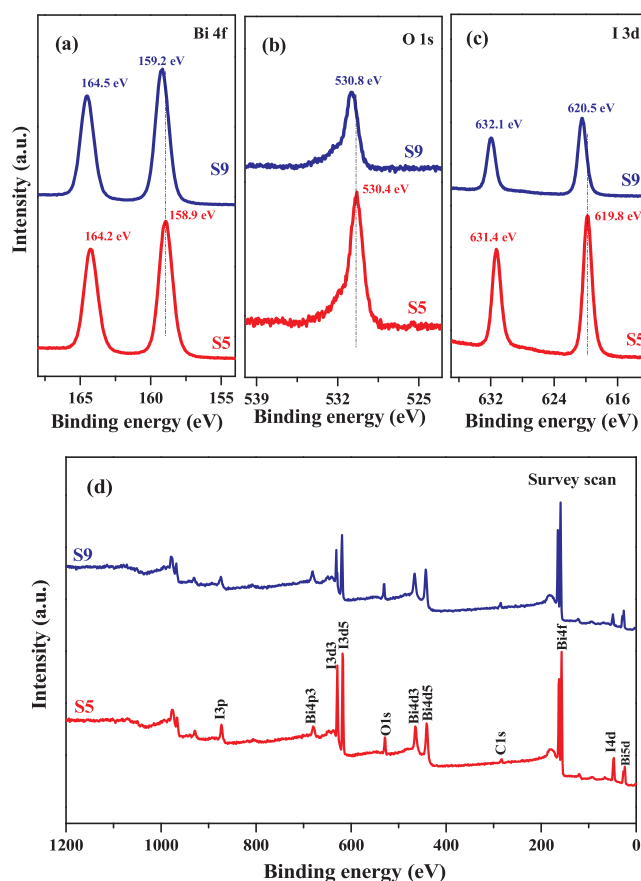 (a)
Bi 4f
164.5 eV
159.2 eV
S9
164.2 eV
158.9 eV
S5
165
160
155
Binding energy (eV)
Intensity (a.u.)
(b)
O 1s
530.8 eV
S9
530.4 eV
S5
539
532
525
Binding energy (eV)
(c)
I 3d
632.1 eV
620.5 eV
S9
631.4 eV
619.8 eV
S5
632
624
616
Binding energy (eV)
(d)
Survey scan
S9
S5
I3p
Bi4p3
I3d3
I3d5
O1s
Bi4d3
Bi4d5
C1s
Bi4f
I4d
Bi5d
Intensity (a.u.)
1200
1000
800
600
400
200
0
Binding energy (eV)